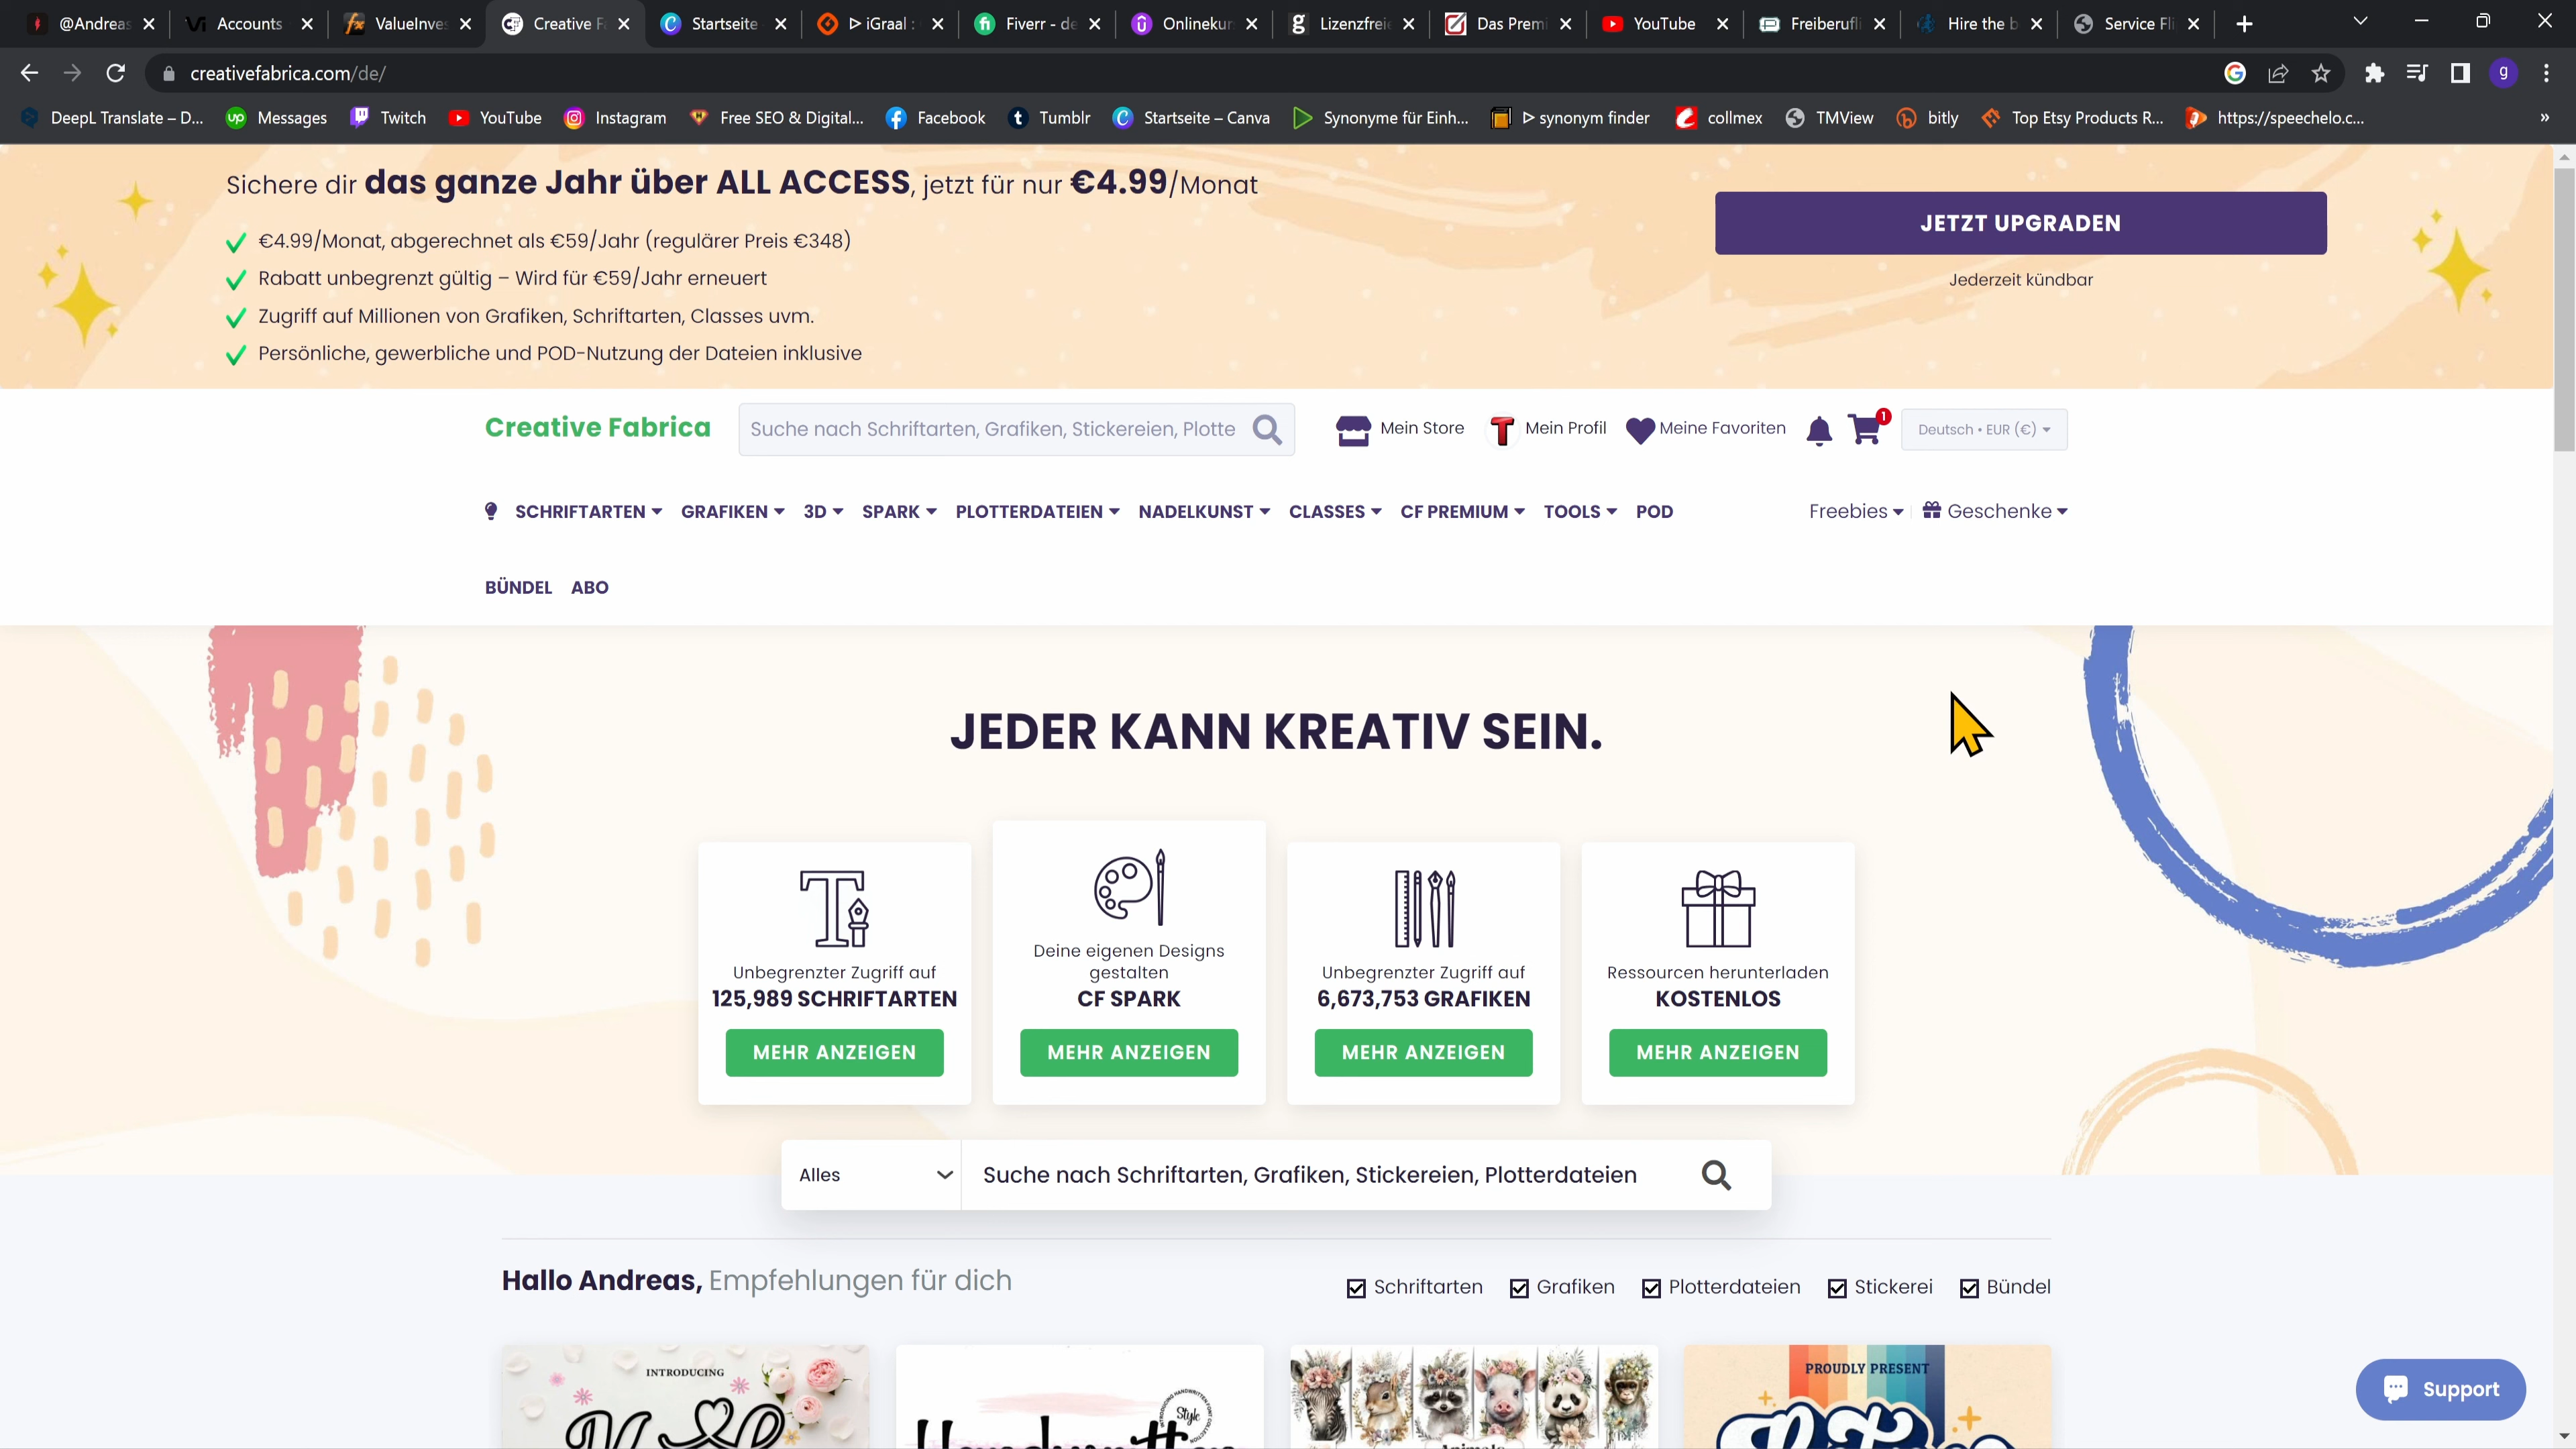 @Andreas
Accounts
ValueInves
Creative Fa
Startseite
ᐅ iGraal :
Fiverr - de
Onlinekur
Lizenzfreie
Das Premi
YouTube
Freiberufli
Hire the b
Service Fli
creativefabrica.com/de/
DeepL Translate – D...
Messages
Twitch
YouTube
Instagram
Free SEO & Digital...
Facebook
Tumblr
Startseite – Canva
Synonyme für Einh...
ᐅ synonym finder
collmex
TMView
bitly
Top Etsy Products R...
https://speechelo.c...
»
Sichere dir das ganze Jahr über ALL ACCESS, jetzt für nur €4.99/Monat
€4.99/Monat, abgerechnet als €59/Jahr (regulärer Preis €348)
Rabatt unbegrenzt gültig – Wird für €59/Jahr erneuert
Zugriff auf Millionen von Grafiken, Schriftarten, Classes uvm.
Persönliche, gewerbliche und POD-Nutzung der Dateien inklusive
JETZT UPGRADEN
Jederzeit kündbar
Creative Fabrica
Suche nach Schriftarten, Grafiken, Stickereien, Plotte
Mein Store
Mein Profil
Meine Favoriten
1
Deutsch • EUR (€)
SCHRIFTARTEN
GRAFIKEN
3D
SPARK
PLOTTERDATEIEN
NADELKUNST
CLASSES
CF PREMIUM
TOOLS
POD
Freebies
Geschenke
BÜNDEL
ABO
JEDER KANN KREATIV SEIN.
Unbegrenzter Zugriff auf
125,989 SCHRIFTARTEN
MEHR ANZEIGEN
Deine eigenen Designs
gestalten
CF SPARK
MEHR ANZEIGEN
Unbegrenzter Zugriff auf
6,673,753 GRAFIKEN
MEHR ANZEIGEN
Ressourcen herunterladen
KOSTENLOS
MEHR ANZEIGEN
Alles
Suche nach Schriftarten, Grafiken, Stickereien, Plotterdateien
Hallo Andreas, Empfehlungen für dich
Schriftarten
Grafiken
Plotterdateien
Stickerei
Bündel
INTRODUCING
Handwritten
Style
Animals
PROUDLY PRESENT
Support